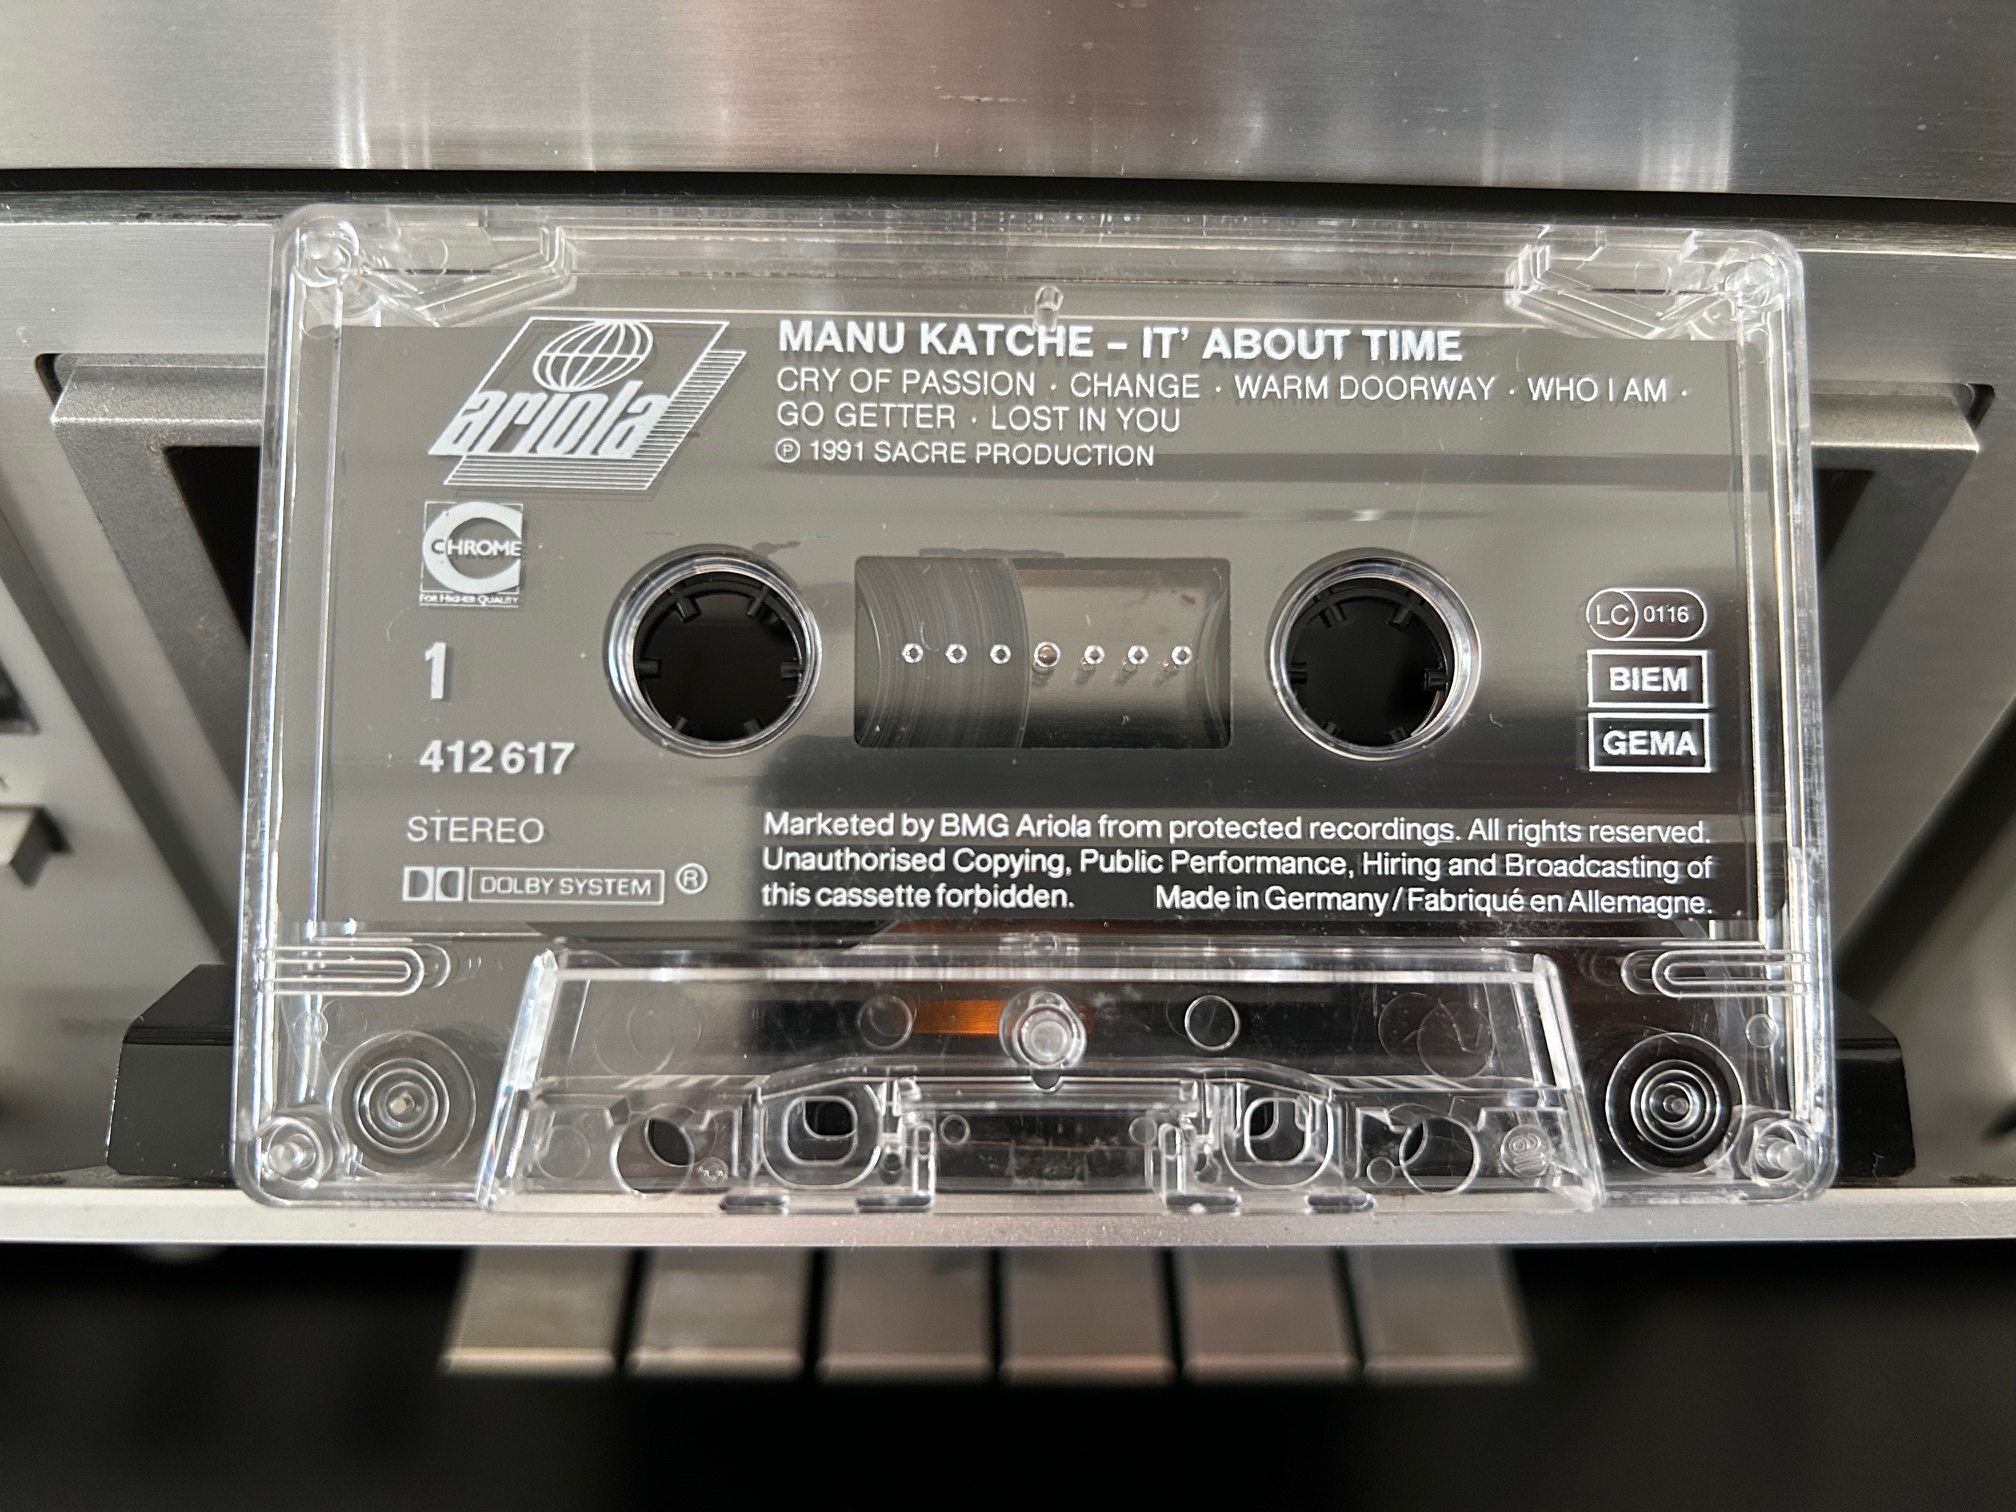 MANU KATCHE – IT' ABOUT TIME
CRY OF PASSION · CHANGE · WARM DOORWAY · WHO I AM ·
GO GETTER · LOST IN YOU
℗ 1991 SACRE PRODUCTION
ariola
CHROME
FOR HIGHER QUALITY
1
412 617
STEREO
DOLBY SYSTEM ®
LC 0116
BIEM
GEMA
Marketed by BMG Ariola from protected recordings. All rights reserved.
Unauthorised Copying, Public Performance, Hiring and Broadcasting of
this cassette forbidden. Made in Germany/Fabriqué en Allemagne.